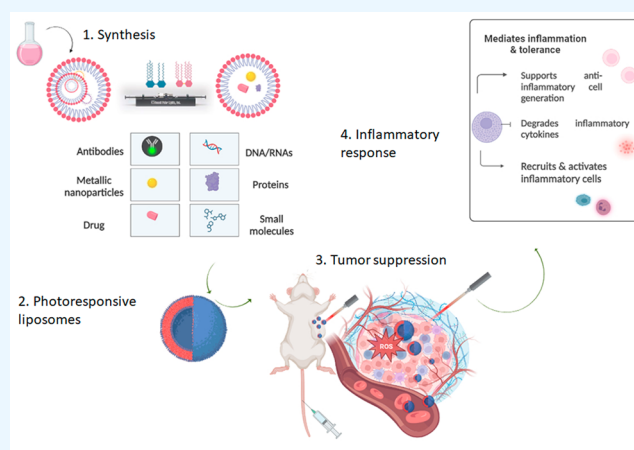 1. Synthesis
Antibodies
DNA/RNAs
Metallic
nanoparticles
Proteins
Drug
Small
molecules
2. Photoresponsive
liposomes
3. Tumor suppression
ROS
4. Inflammatory
response
Mediates inflammation
& tolerance
Supports anti-
inflammatory cell
generation
Degrades inflammatory
cytokines
Recruits & activates
inflammatory cells